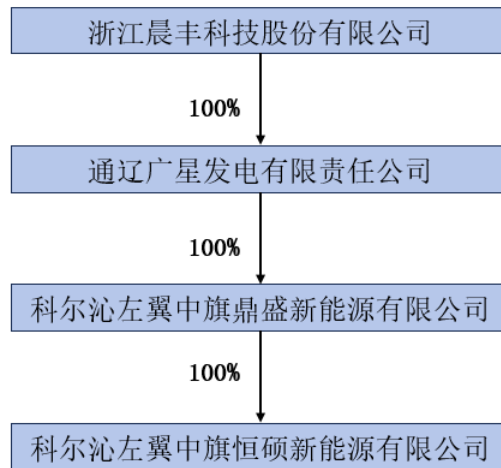 浙江晨丰科技股份有限公司
100%
通辽广星发电有限责任公司
100%
科尔沁左翼中旗鼎盛新能源有限公司
100%
科尔沁左翼中旗恒硕新能源有限公司